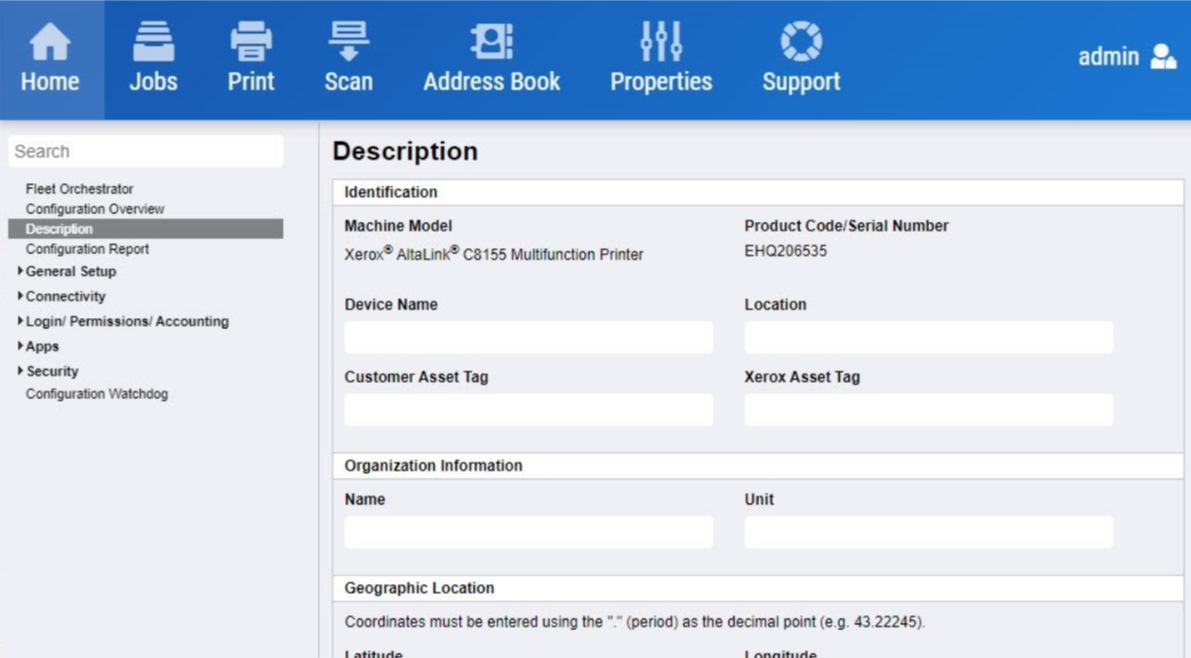 Home
Jobs
Print
Scan
Address Book
Properties
Support
admin
Search
Fleet Orchestrator
Configuration Overview
Description
Configuration Report
General Setup
Connectivity
Login/ Permissions/ Accounting
Apps
Security
Configuration Watchdog
Description
Identification
Machine Model
Product Code/Serial Number
Xerox® AltaLink® C8155 Multifunction Printer
EHQ206535
Device Name
Location
Customer Asset Tag
Xerox Asset Tag
Organization Information
Name
Unit
Geographic Location
Coordinates must be entered using the "." (period) as the decimal point (e.g. 43.22245).
Latitude
Longitude